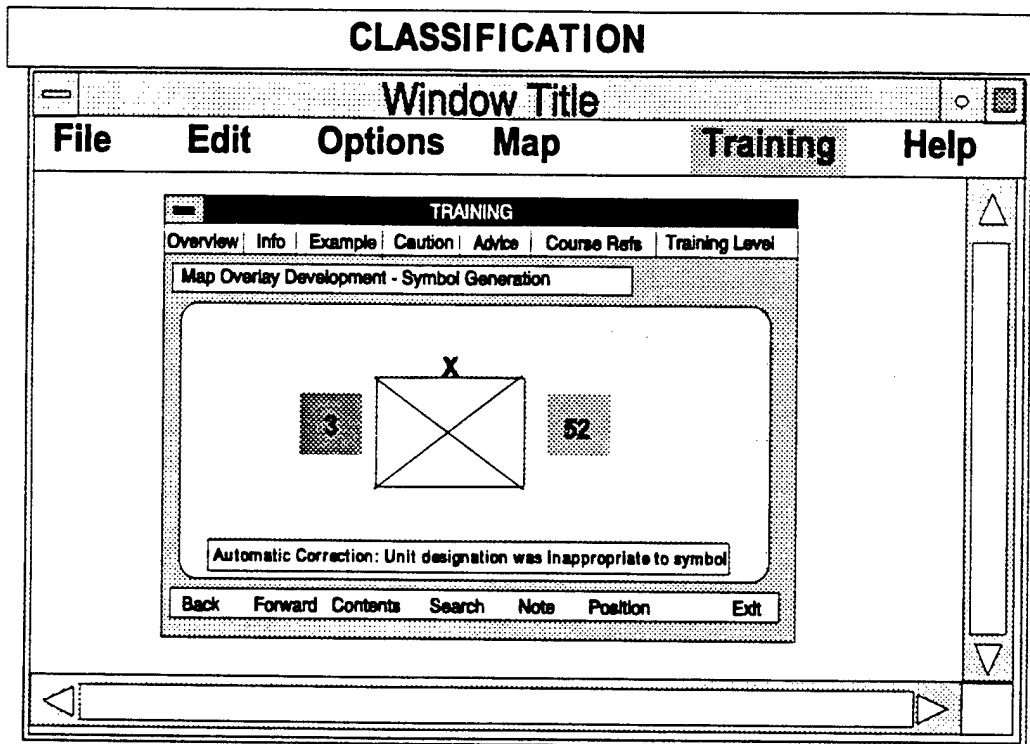 CLASSIFICATION
Window Title
File Edit Options Map Training Help
TRAINING
Overview Info Example Caution Advice Course Refs Training Level
Map Overlay Development - Symbol Generation
X
3 52
Automatic Correction: Unit designation was inappropriate to symbol
Back Forward Contents Search Note Position Exit